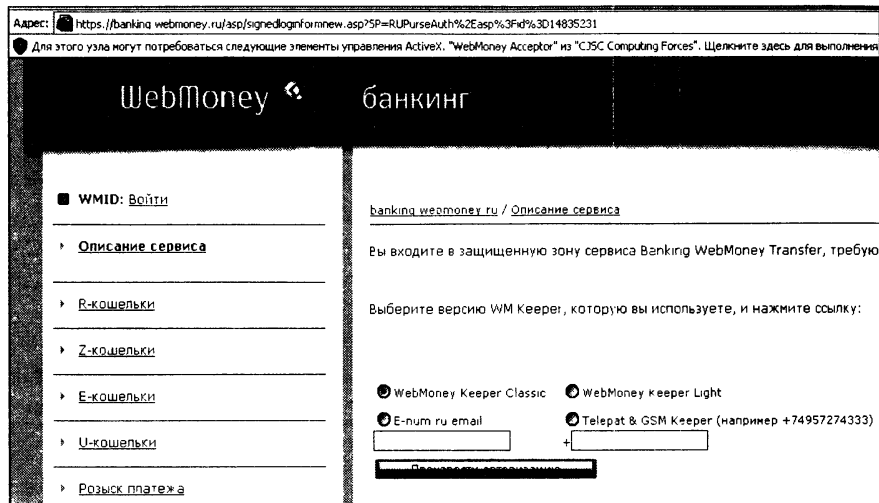 Адрес: https://banking webmoney.ru/asp/signedloginformnew.asp?SP=RUPurseAuth%2Easp%3Fid%3D14835231
Для этого узла могут потребоваться следующие элементы управления ActiveX. "WebMoney Acceptor" из "CJSC Computing Forces". Щелкните здесь для выполнения
WebMoney банкинг
WMID: Войти
banking webmoney ru / Описание сервиса
Описание сервиса
Вы входите в защищенную зону сервиса Banking WebMoney Transfer, требую
R-кошельки
Выберите версию WM Keeper, которую вы используете, и нажмите ссылку:
Z-кошельки
E-кошельки
WebMoney Keeper Classic WebMoney Keeper Light
E-num ru email Telepat & GSM Keeper (например +74957274333)
U-кошельки
+
Розыск платежа